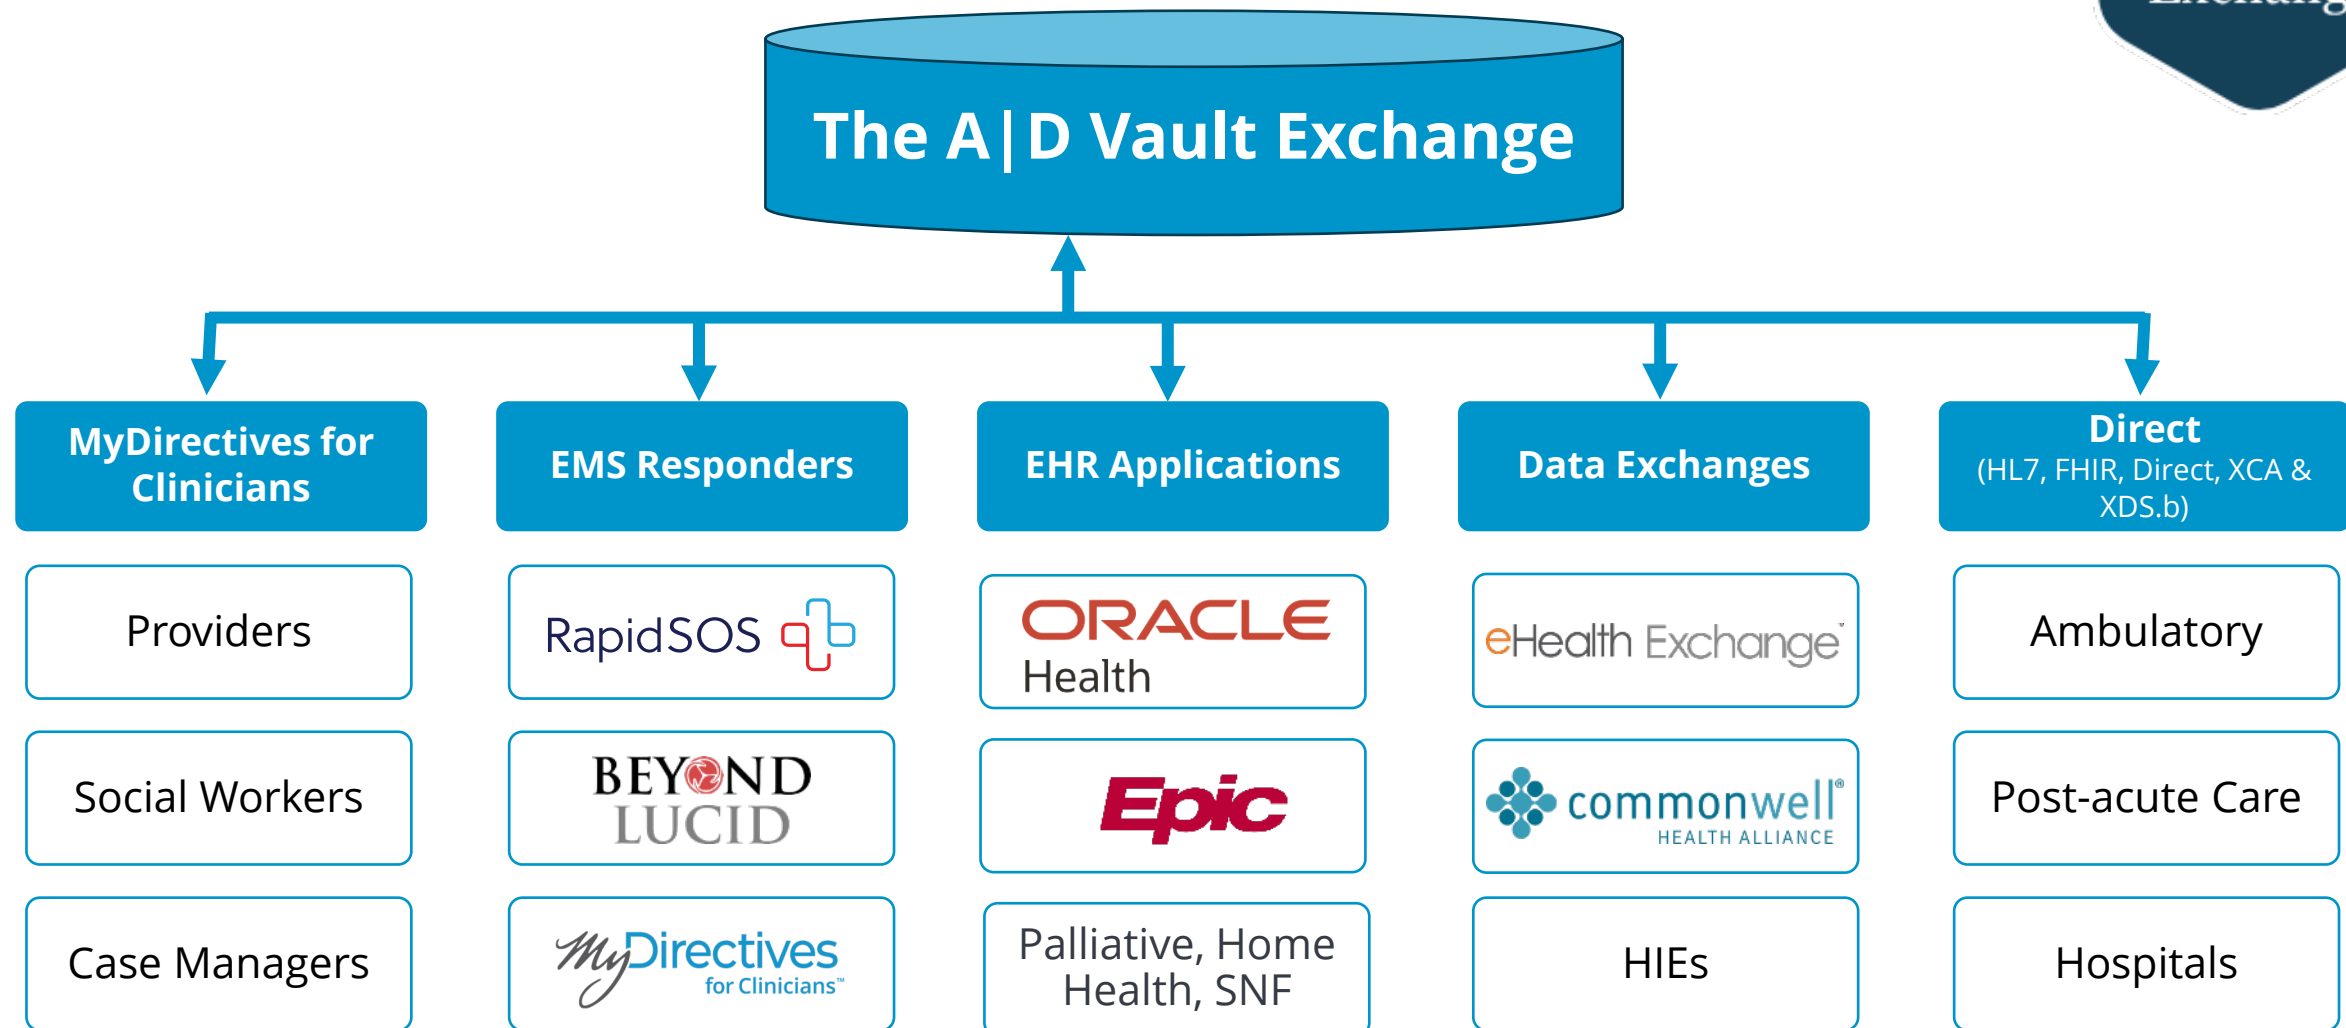 The A|D Vault Exchange
MyDirectives for
Clinicians
Providers
Social Workers
Case Managers
EMS Responders
RapidSOS
BEYOND
LUCID
MyDirectives
for Clinicians™
EHR Applications
ORACLE
Health
Epic
Palliative, Home
Health, SNF
Data Exchanges
eHealth Exchange™
commonwell®
HEALTH ALLIANCE
HIEs
Direct
(HL7, FHIR, Direct, XCA &
XDS.b)
Ambulatory
Post-acute Care
Hospitals